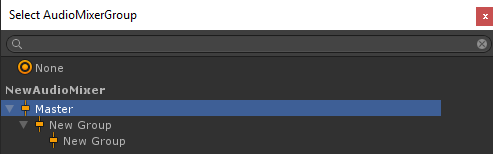 Select AudioMixerGroup
x
None
NewAudioMixer
Master
New Group
New Group